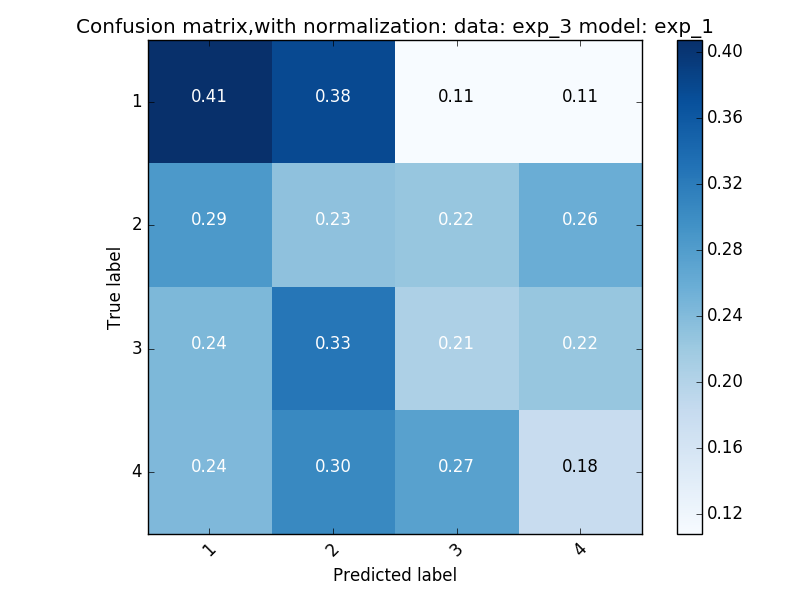 Confusion matrix,with normalization: data: exp_3 model: exp_1
True label
1
0.41 0.38 0.11 0.11
2
0.29 0.23 0.22 0.26
3
0.24 0.33 0.21 0.22
4
0.24 0.30 0.27 0.18
1 2 3 4
Predicted label
0.40
0.36
0.32
0.28
0.24
0.20
0.16
0.12